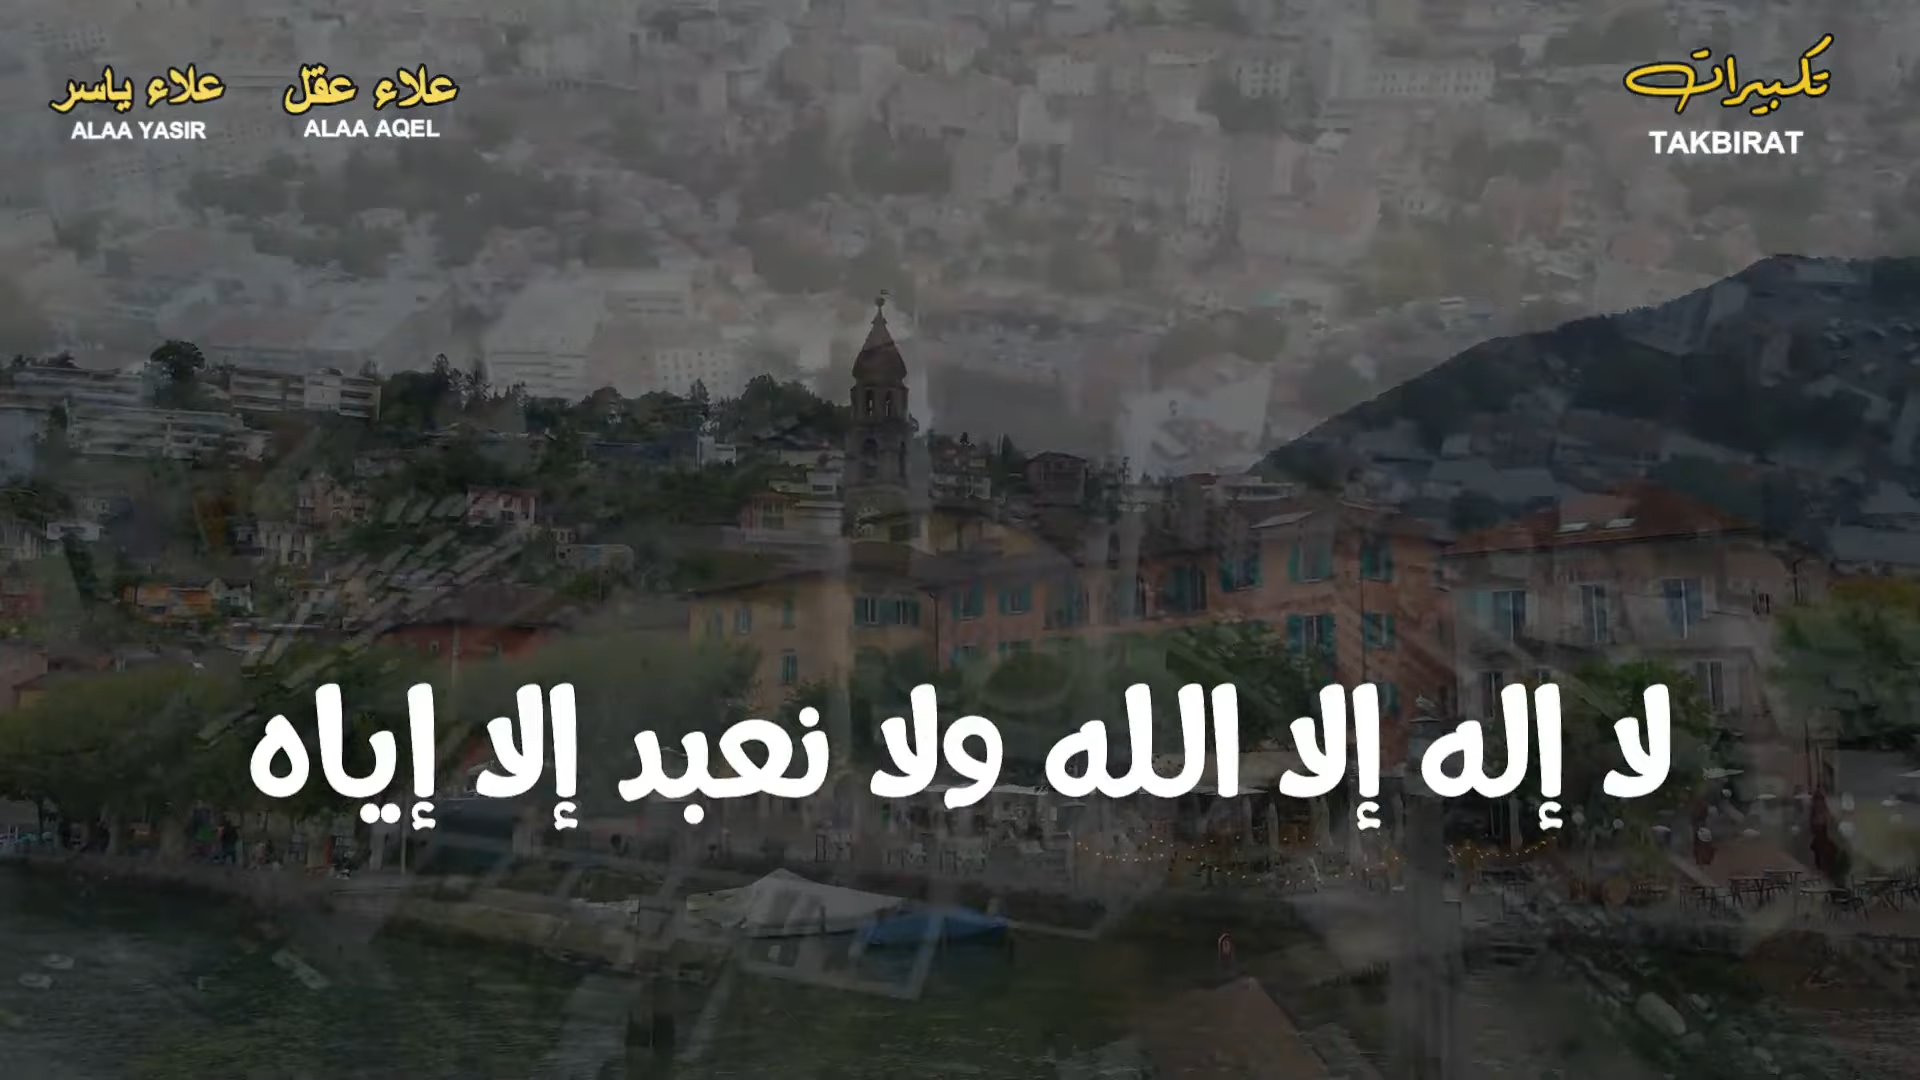 علاء ياسر
ALAA YASIR
علاء عقل
ALAA AQEL
تكبيرات
TAKBIRAT
لا إله إلا الله ولا نعبد إلا إياه